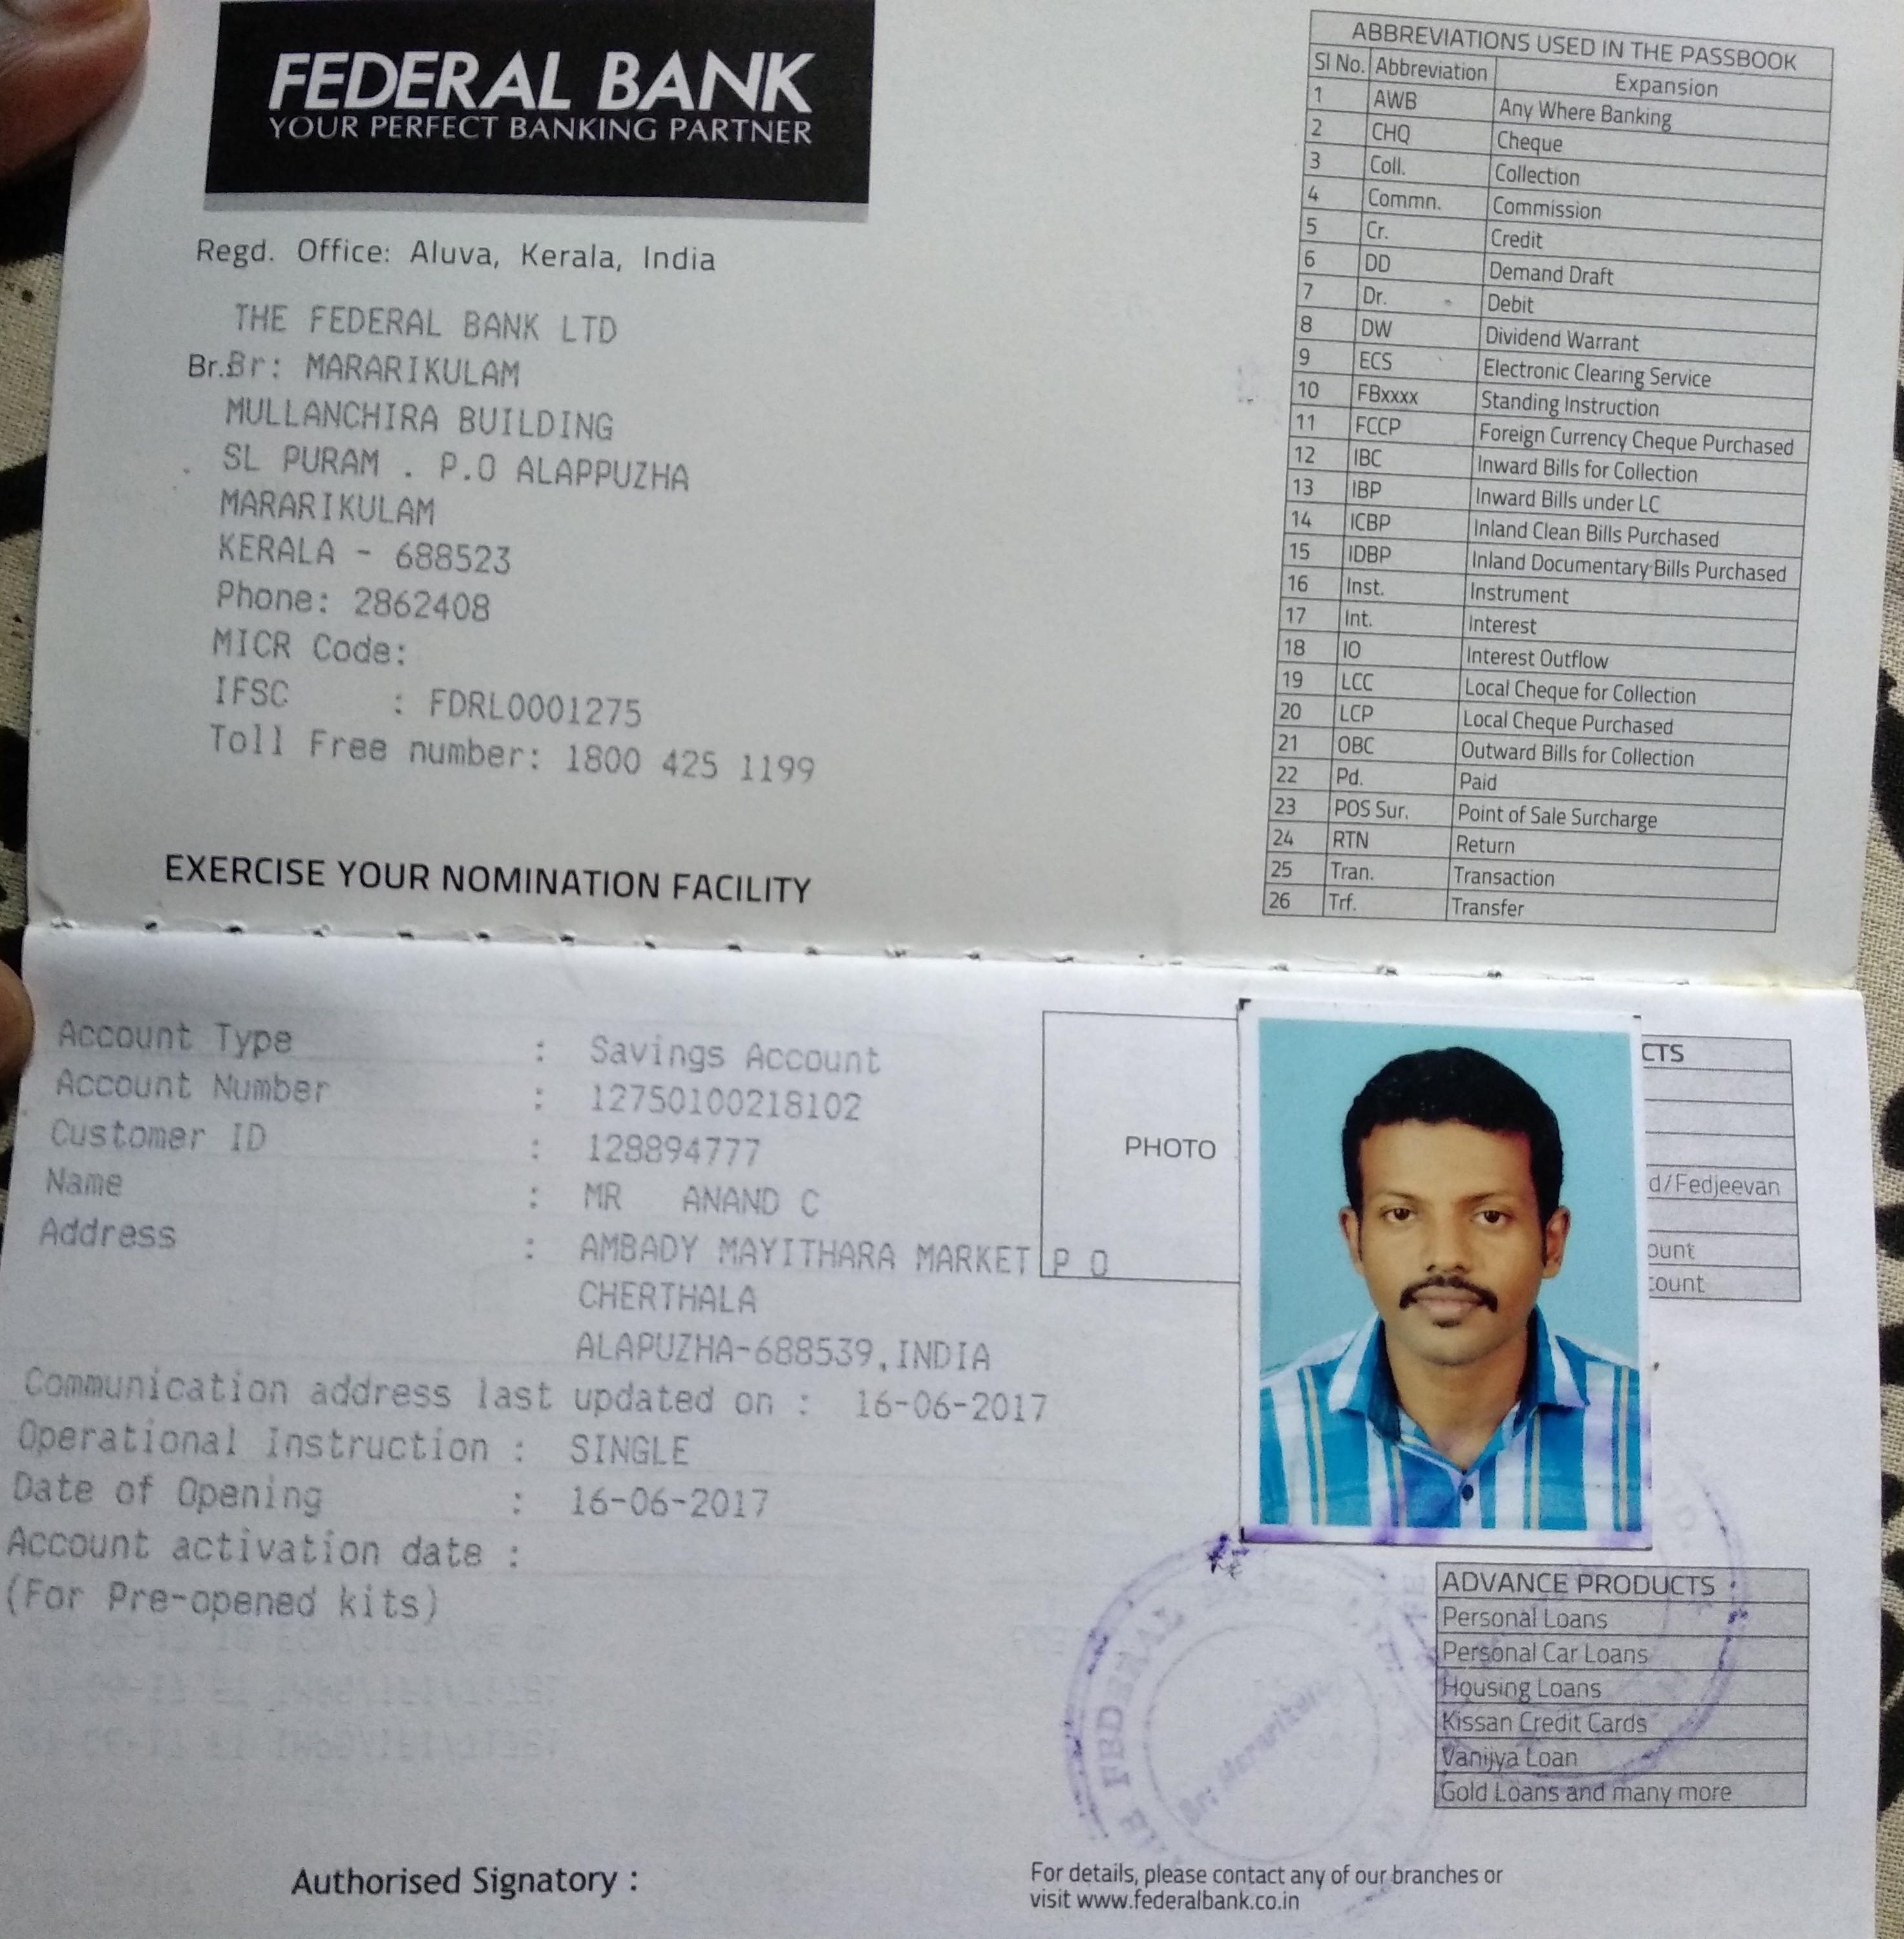 FEDERAL BANK
YOUR PERFECT BANKING PARTNER
Regd. Office: Aluva, Kerala, India
THE FEDERAL BANK LTD
Br.Br: MARARIKULAM
MULLANCHIRA BUILDING
SL PURAM . P.O ALAPPUZHA
MARARIKULAM
KERALA - 688523
Phone: 2862408
MICR Code:
IFSC : FDRL0001275
Toll Free number: 1800 425 1199
EXERCISE YOUR NOMINATION FACILITY
ABBREVIATIONS USED IN THE PASSBOOK
Sl No. Abbreviation Expansion
1 AWB Any Where Banking
2 CHQ Cheque
3 Coll. Collection
4 Commn. Commission
5 Cr. Credit
6 DD Demand Draft
7 Dr. Debit
8 DW Dividend Warrant
9 ECS Electronic Clearing Service
10 FBxxxx Standing Instruction
11 FCCP Foreign Currency Cheque Purchased
12 IBC Inward Bills for Collection
13 IBP Inward Bills under LC
14 ICBP Inland Clean Bills Purchased
15 IDBP Inland Documentary Bills Purchased
16 Inst. Instrument
17 Int. Interest
18 IO Interest Outflow
19 LCC Local Cheque for Collection
20 LCP Local Cheque Purchased
21 OBC Outward Bills for Collection
22 Pd. Paid
23 POS Sur. Point of Sale Surcharge
24 RTN Return
25 Tran. Transaction
26 Trf. Transfer
Account Type : Savings Account
Account Number : 12750100218102
Customer ID : 128894777
Name : MR ANAND C
Address : AMBADY MAYITHARA MARKET P O
CHERTHALA
ALAPUZHA-688539,INDIA
Communication address last updated on : 16-06-2017
Operational Instruction : SINGLE
Date of Opening : 16-06-2017
Account activation date :
(For Pre-opened kits)
PHOTO
CTS
d/Fedjeevan
ount
count
ADVANCE PRODUCTS
Personal Loans
Personal Car Loans
Housing Loans
Kissan Credit Cards
Vanijya Loan
Gold Loans and many more
FEDERAL
Authorised Signatory :
For details, please contact any of our branches or
visit www.federalbank.co.in